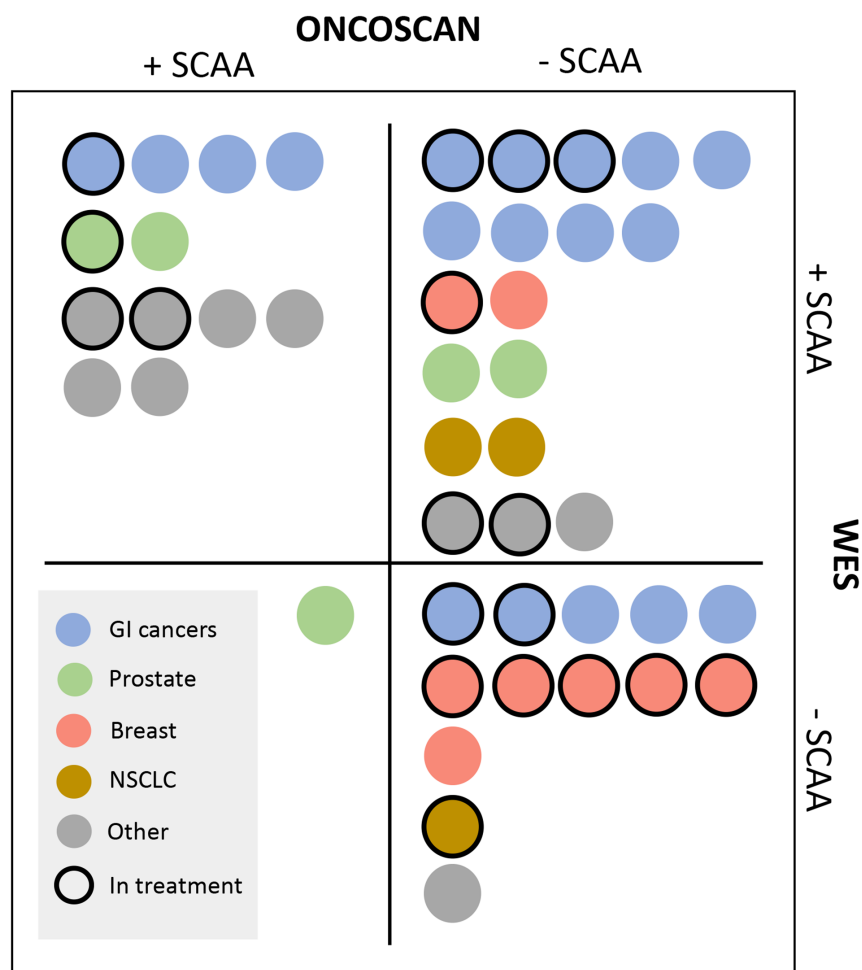 ONCOSCAN
+ SCAA
- SCAA
+ SCAA
WES
- SCAA
GI cancers
Prostate
Breast
NSCLC
Other
In treatment